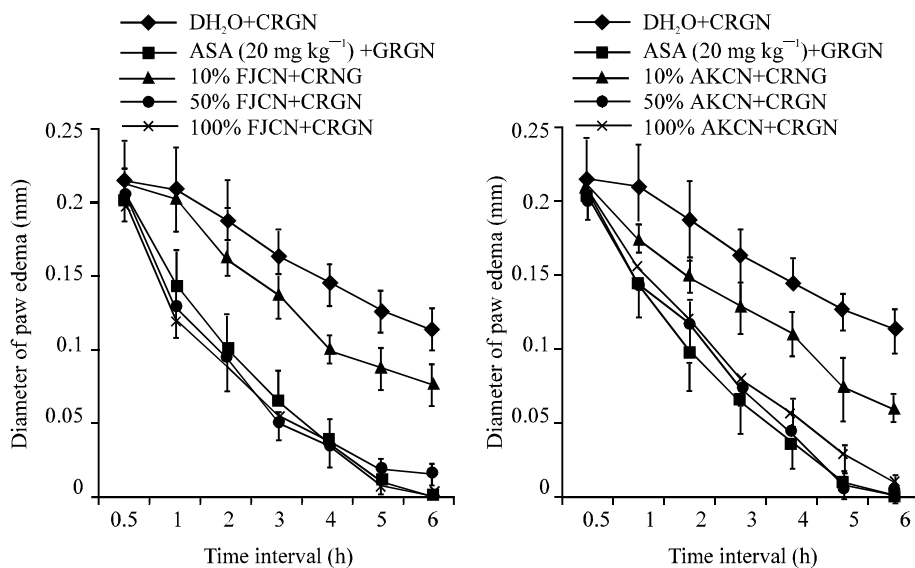 DH₂O+CRGN
ASA (20 mg kg⁻¹) +GRGN
10% FJCN+CRNG
50% FJCN+CRGN
100% FJCN+CRGN
0.25
0.2
0.15
0.1
0.05
0
Diameter of paw edema (mm)
0.5 1 2 3 4 5 6
Time interval (h)
DH₂O+CRGN
ASA (20 mg kg⁻¹)+GRGN
10% AKCN+CRNG
50% AKCN+CRGN
100% AKCN+CRGN
0.25
0.2
0.15
0.1
0.05
0
Diameter of paw edema (mm)
0.5 1 2 3 4 5 6
Time interval (h)